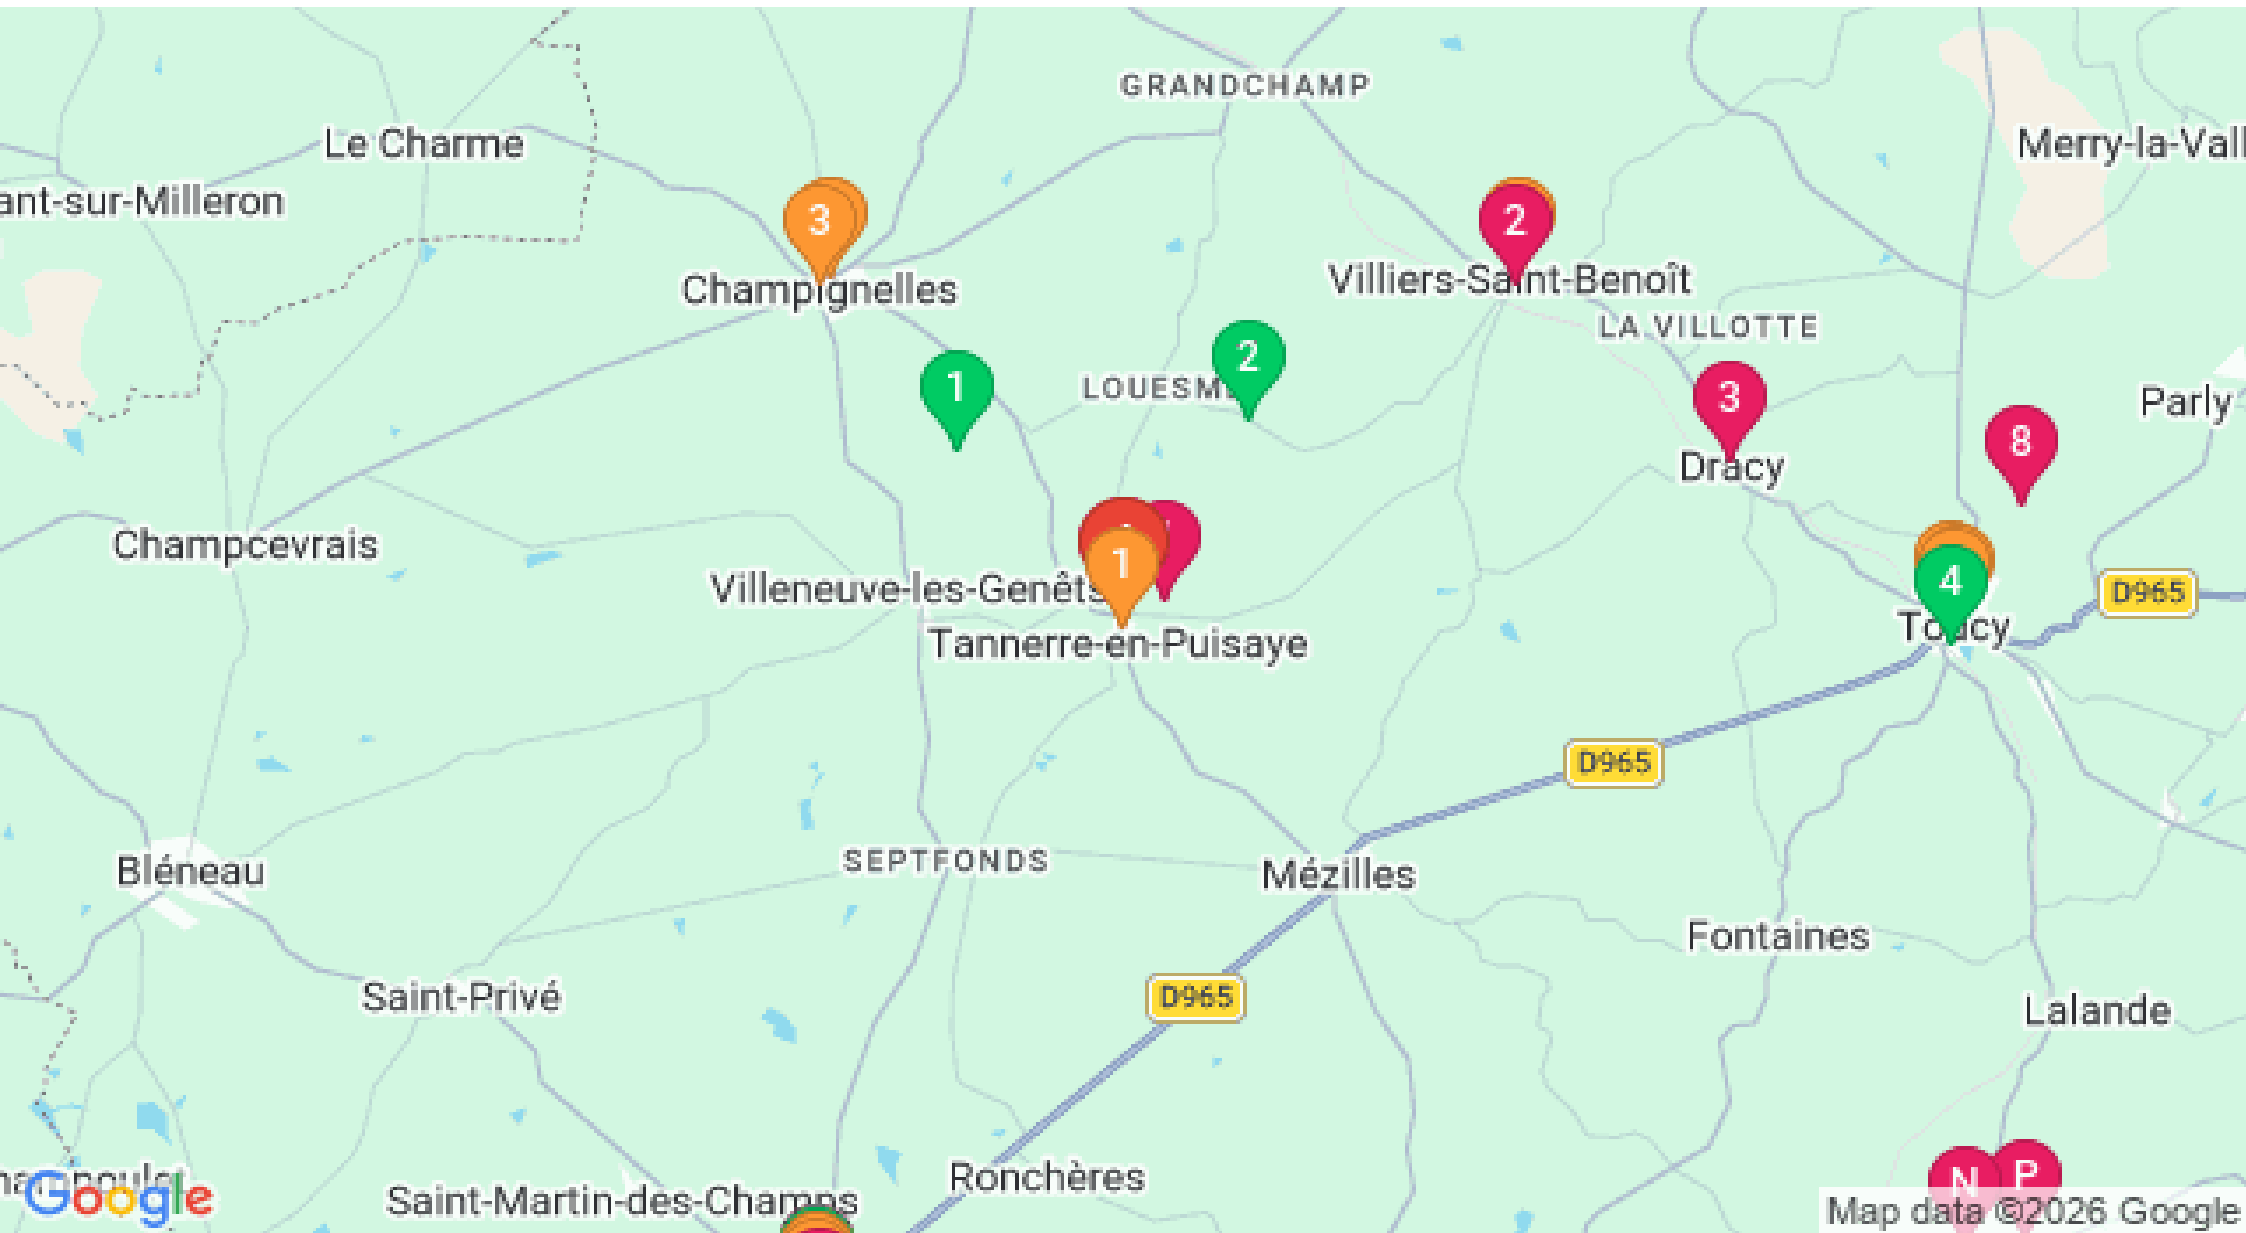 GRANDCHAMP
Le Charme
Merry-la-Vall
ant-sur-Milleron
3
2
Champignelles
Villiers-Saint-Benoît
LA VILLOTTE
2
1
LOUESM
3
Parly
8
Dracy
Champcevrais
1
4
D965
Villeneuve-les-Genêts
Toucy
Tannerre-en-Puisaye
D965
SEPTFONDS
Bléneau
Mézilles
Fontaines
Saint-Privé
D965
Lalande
Ronchères
N
P
Google
Saint-Martin-des-Champs
Map data ©2026 Google